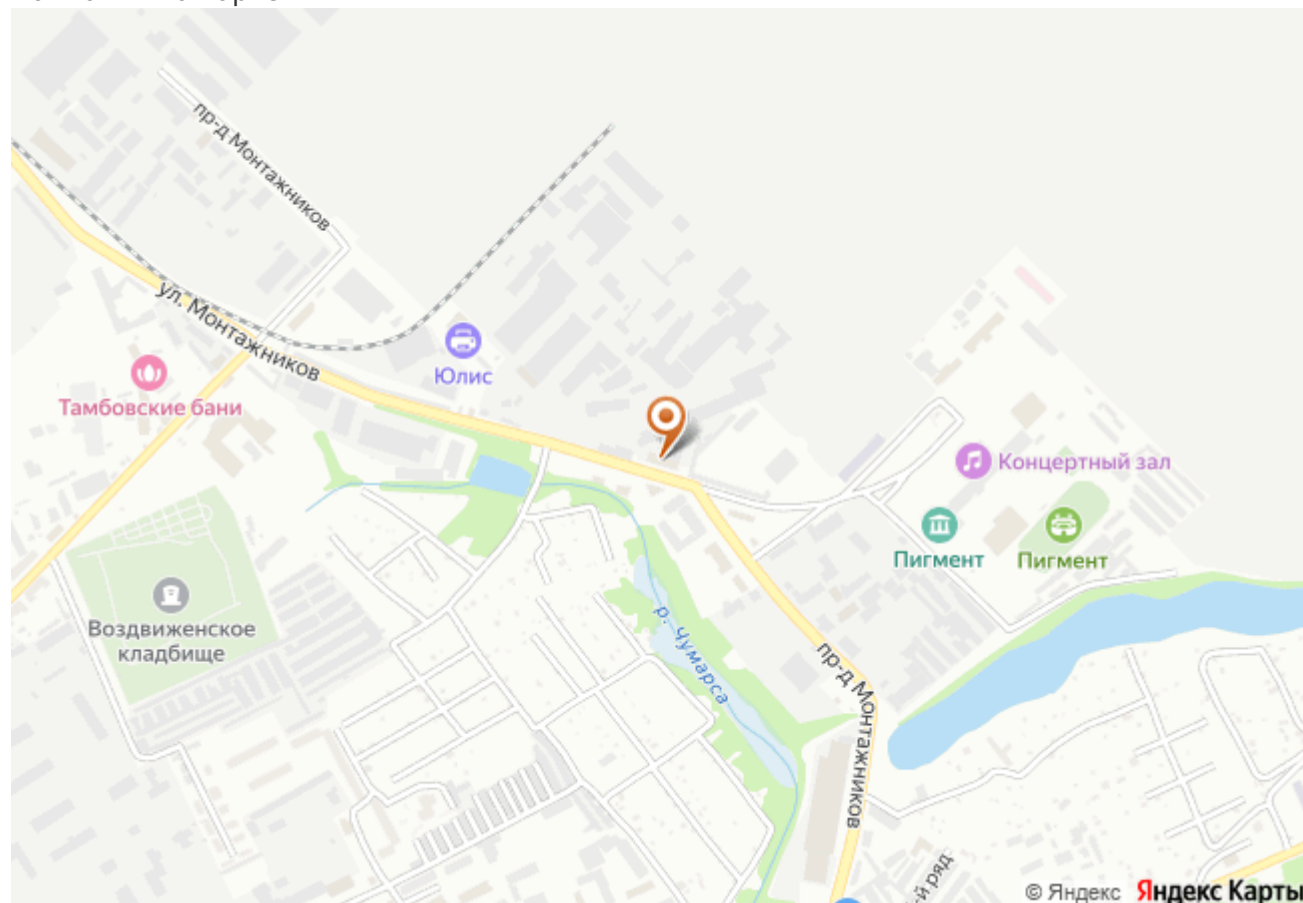 пр-д Монтажников
ул. Монтажников
Юлис
Тамбовские бани
Концертный зал
Пигмент
Пигмент
Воздвиженское
кладбище
р. Чумарса
пр-д Монтажников
й ряд
© Яндекс Яндекс Карты